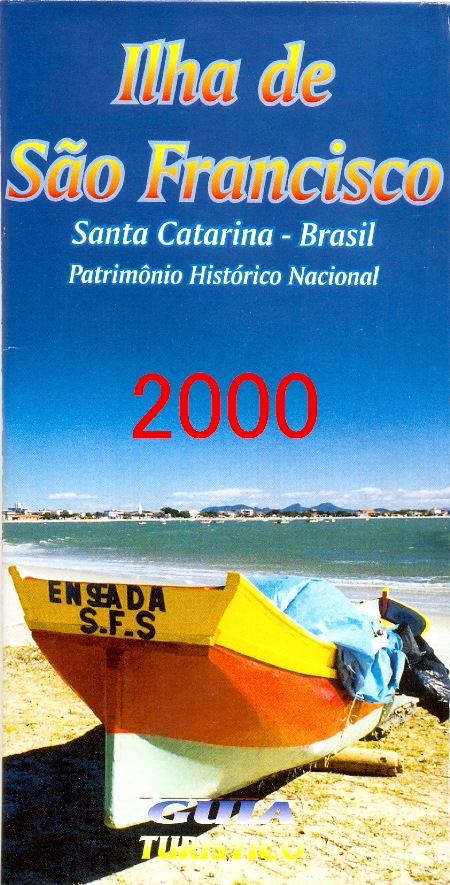 Ilha de
São Francisco
Santa Catarina - Brasil
Patrimônio Histórico Nacional
2000
ENSEADA
S.F.S
GUIA
TURÍSTICO